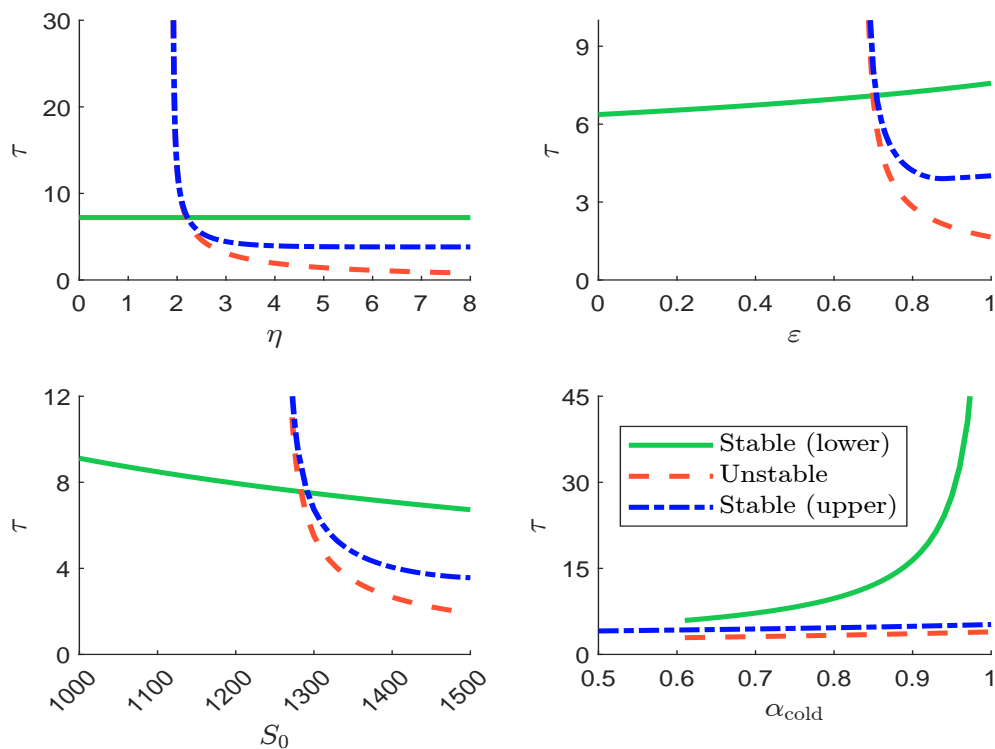 30
20
10
0
τ
0 1 2 3 4 5 6 7 8
η
9
6
3
0
τ
0 0.2 0.4 0.6 0.8 1
ε
12
8
4
0
τ
1000 1100 1200 1300 1400 1500
S₀
45
30
15
0
τ
Stable (lower)
Unstable
Stable (upper)
0.5 0.6 0.7 0.8 0.9 1
α_cold